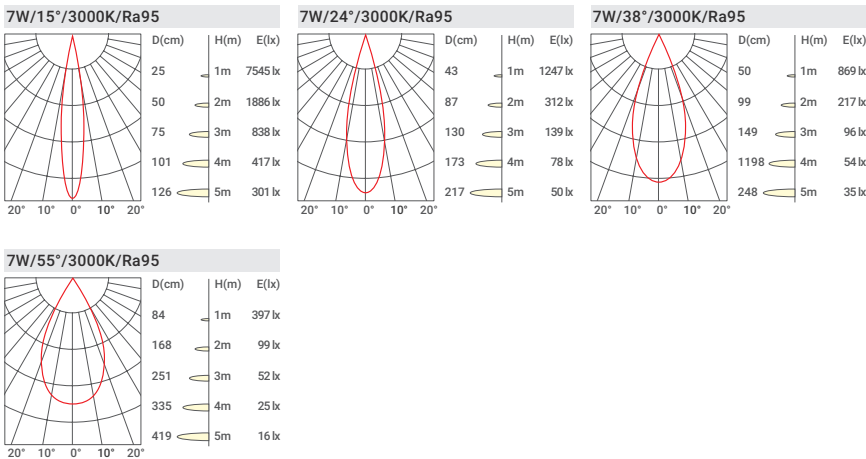 7W/15°/3000K/Ra95
D(cm) H(m) E(lx)
25 1m 7545 lx
50 2m 1886 lx
75 3m 838 lx
101 4m 417 lx
126 5m 301 lx
20° 10° 0° 10° 20°
7W/24°/3000K/Ra95
D(cm) H(m) E(lx)
43 1m 1247 lx
87 2m 312 lx
130 3m 139 lx
173 4m 78 lx
217 5m 50 lx
20° 10° 0° 10° 20°
7W/38°/3000K/Ra95
D(cm) H(m) E(lx)
50 1m 869 lx
99 2m 217 lx
149 3m 96 lx
1198 4m 54 lx
248 5m 35 lx
20° 10° 0° 10° 20°
7W/55°/3000K/Ra95
D(cm) H(m) E(lx)
84 1m 397 lx
168 2m 99 lx
251 3m 52 lx
335 4m 25 lx
419 5m 16 lx
20° 10° 0° 10° 20°